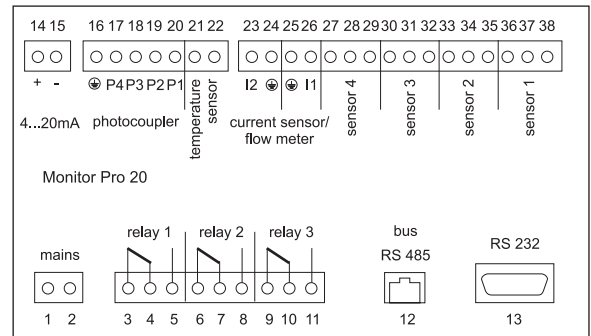 14 15 16 17 18 19 20 21 22 23 24 25 26 27 28 29 30 31 32 33 34 35 36 37 38
+ - P4 P3 P2 P1 I2 I1
4...20mA photocoupler temperature sensor current sensor/ flow meter sensor 4 sensor 3 sensor 2 sensor 1
Monitor Pro 20
relay 1 relay 2 relay 3 bus
mains RS 485 RS 232
1 2 3 4 5 6 7 8 9 10 11 12 13